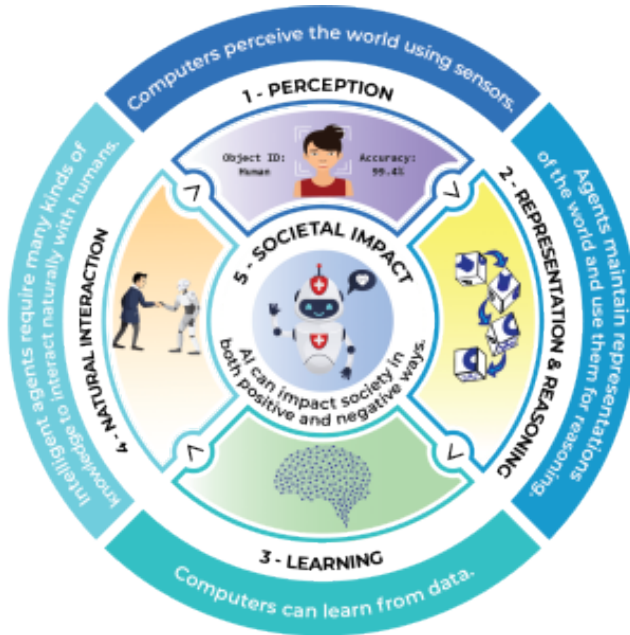 Computers perceive the world using sensors.
1 - PERCEPTION
Object ID:
Human
Accuracy:
99.4%
Agents maintain representations
of the world and use them for reasoning.
2 - REPRESENTATION & REASONING
3 - LEARNING
Computers can learn from data.
Intelligent agents require many kinds of
knowledge to interact naturally with humans.
4 - NATURAL INTERACTION
5 - SOCIETAL IMPACT
AI can impact society in
both positive and negative ways.